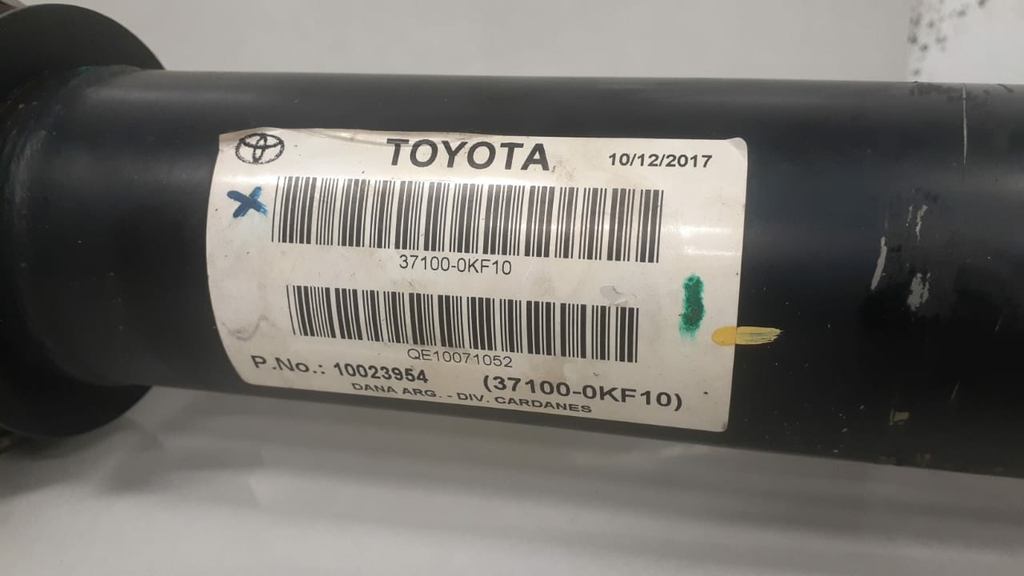 TOYOTA 10/12/2017
37100-0KF10
QE10071052
P.No.: 10023954 (37100-0KF10)
DANA ARG. - DIV. CARDANES